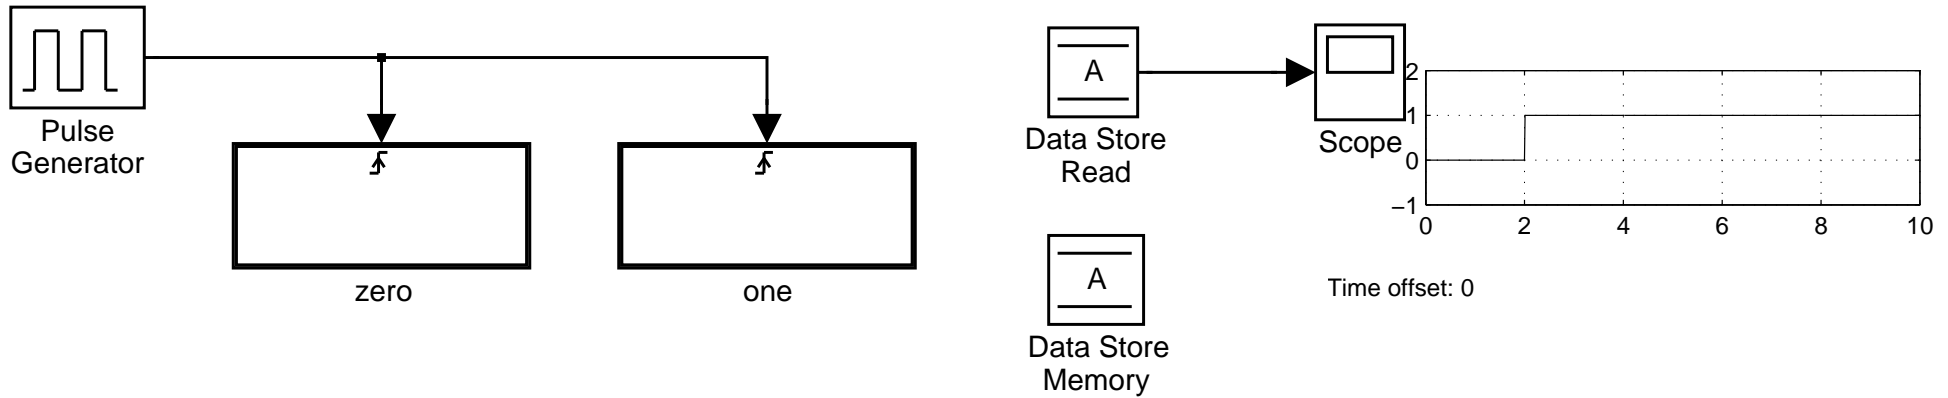 Pulse
Generator
zero
one
A
Data Store
Read
A
Data Store
Memory
Scope
2
1
0
−1
0 2 4 6 8 10
Time offset: 0